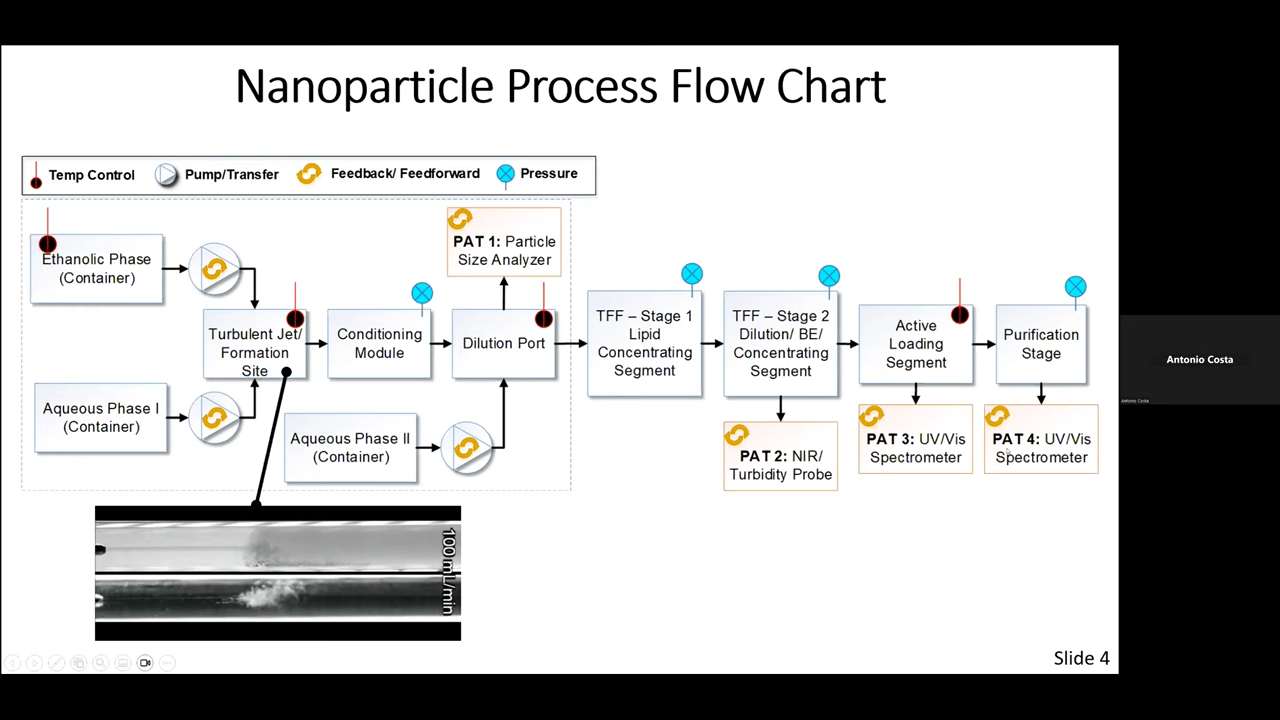 Nanoparticle Process Flow Chart
Temp Control
Pump/Transfer
Feedback/ Feedforward
Pressure
Ethanolic Phase
(Container)
PAT 1: Particle
Size Analyzer
Turbulent Jet/
Formation
Site
Conditioning
Module
Dilution Port
TFF – Stage 1
Lipid
Concentrating
Segment
TFF – Stage 2
Dilution/ BE/
Concentrating
Segment
Active
Loading
Segment
Purification
Stage
Aqueous Phase I
(Container)
Aqueous Phase II
(Container)
PAT 2: NIR/
Turbidity Probe
PAT 3: UV/Vis
Spectrometer
PAT 4: UV/Vis
Spectrometer
100mL/min
Slide 4
Antonio Costa
Antonio Costa